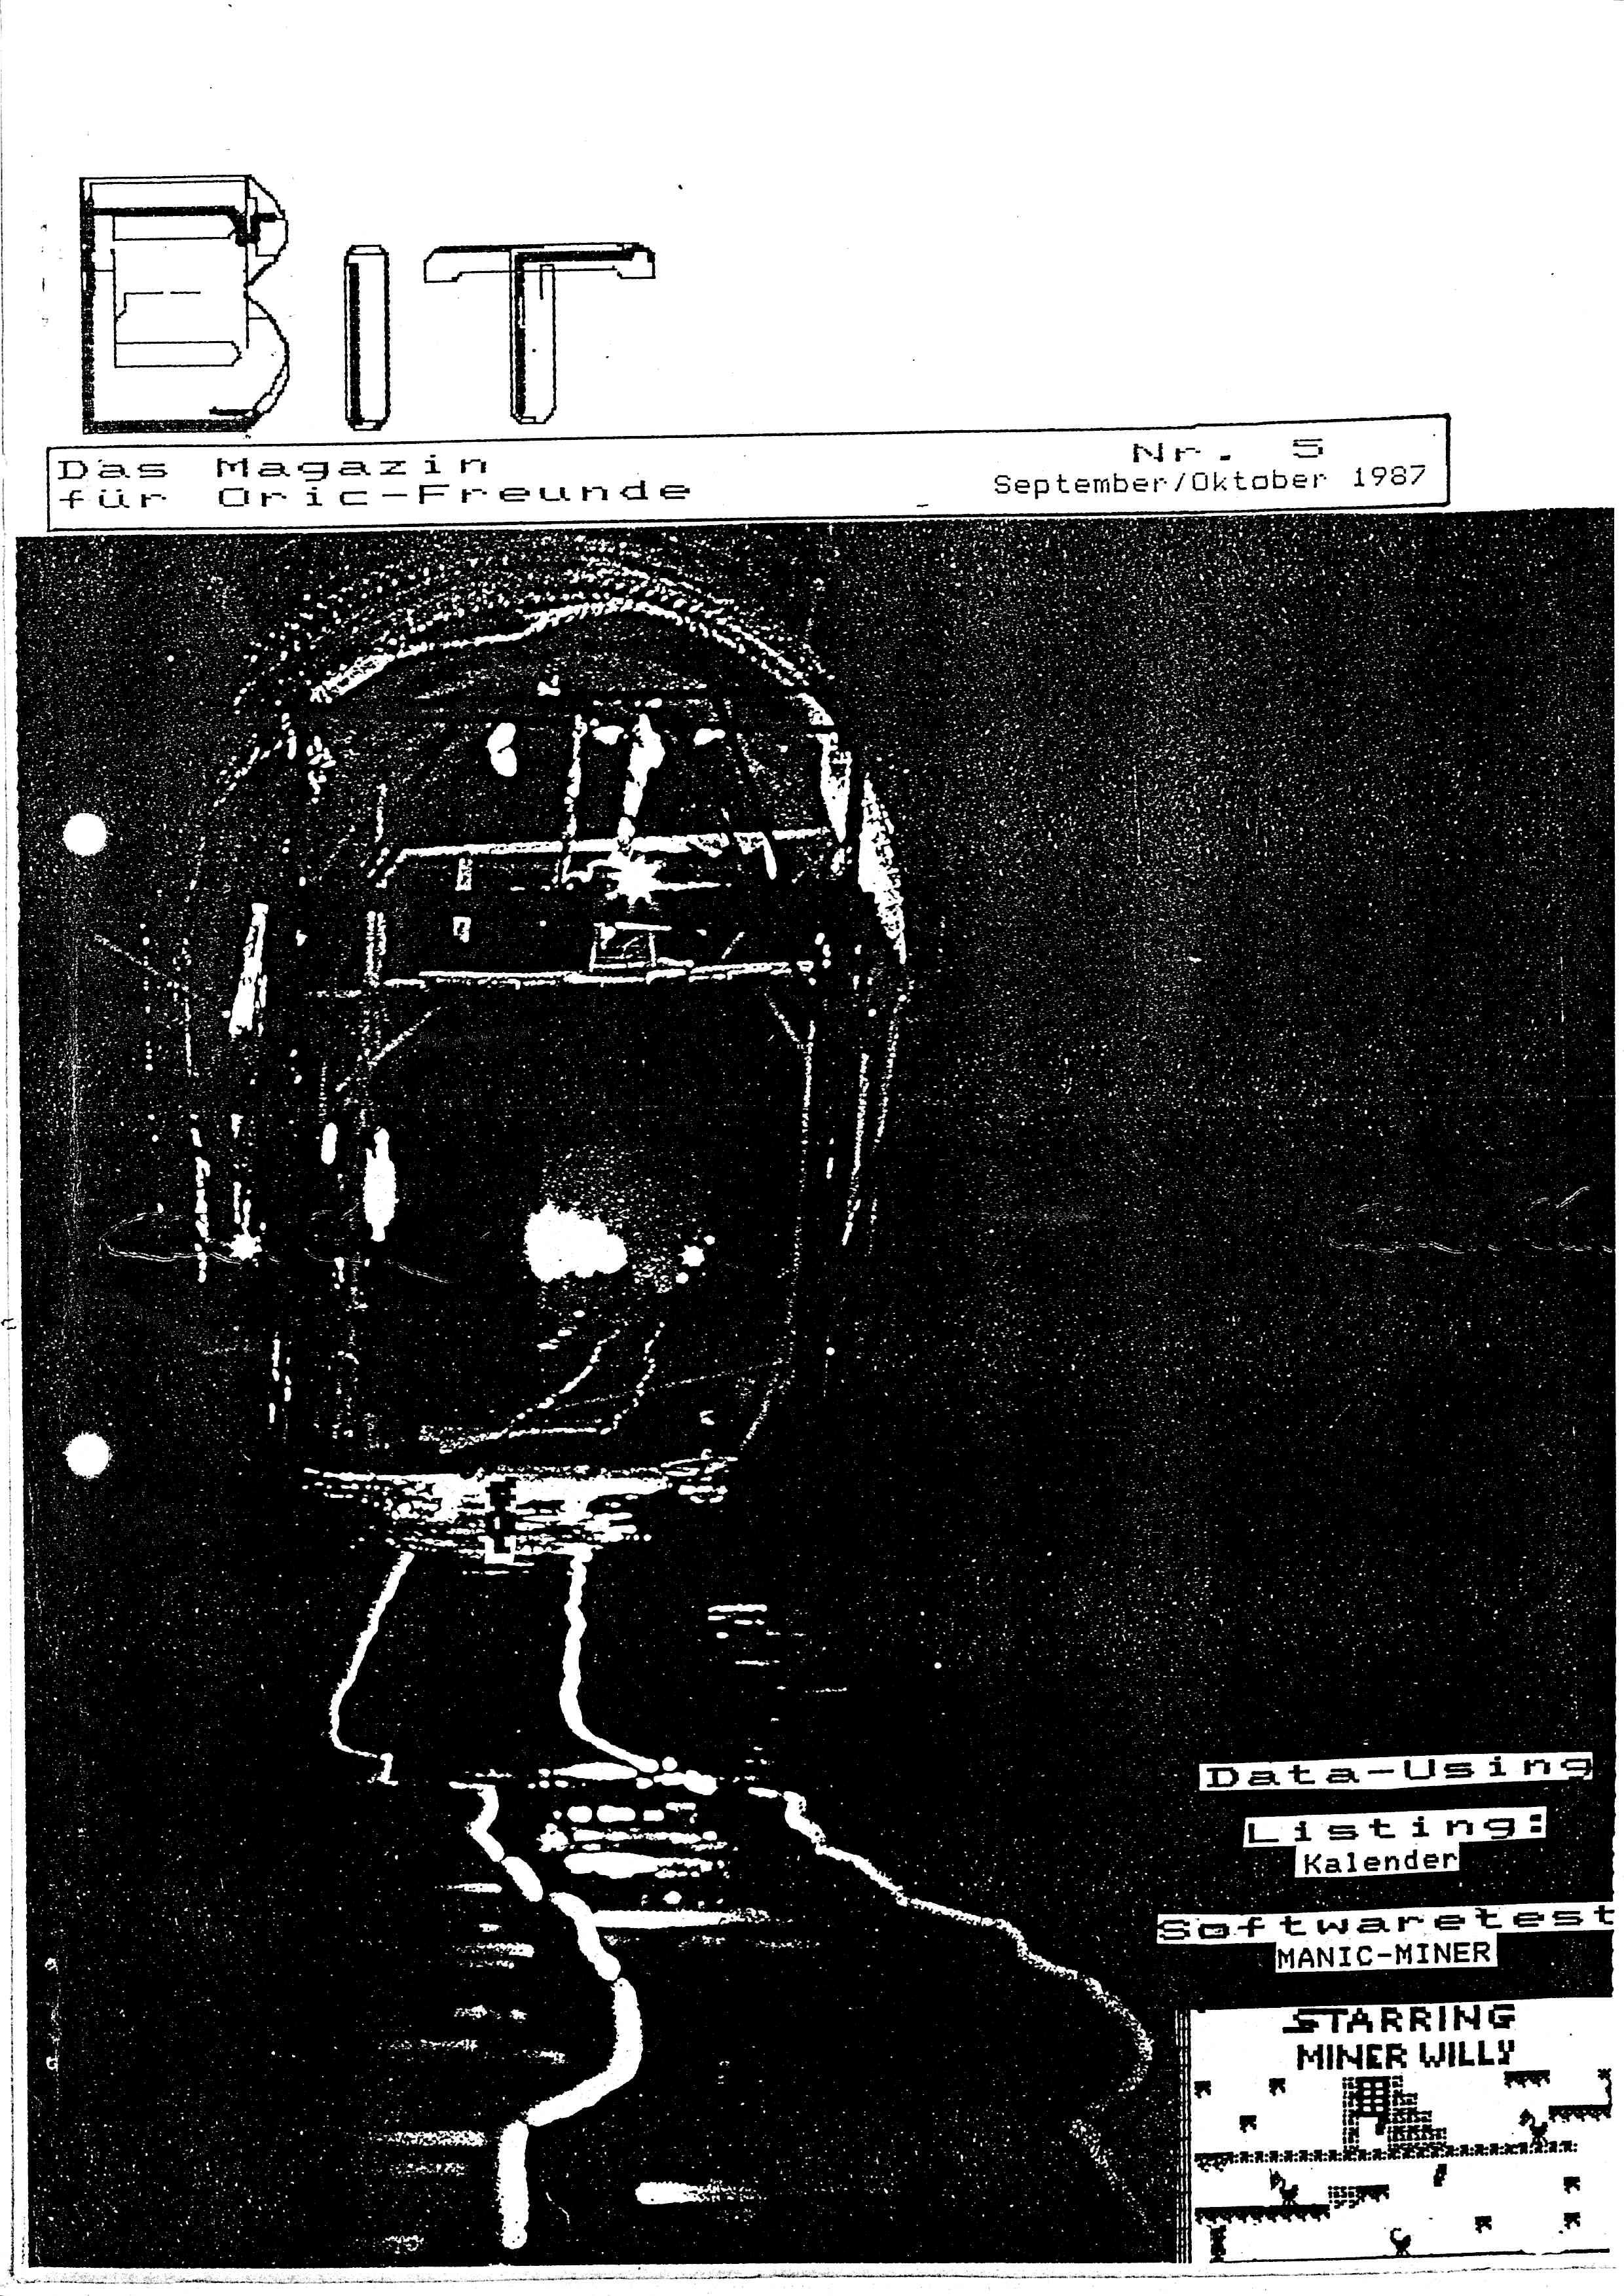 BIT
Das Magazin
für Oric-Freunde
Nr. 5
September/Oktober 1987
Data-Using
Listing:
Kalender
Softwaretest
MANIC-MINER
STARRING
MINER WILLY